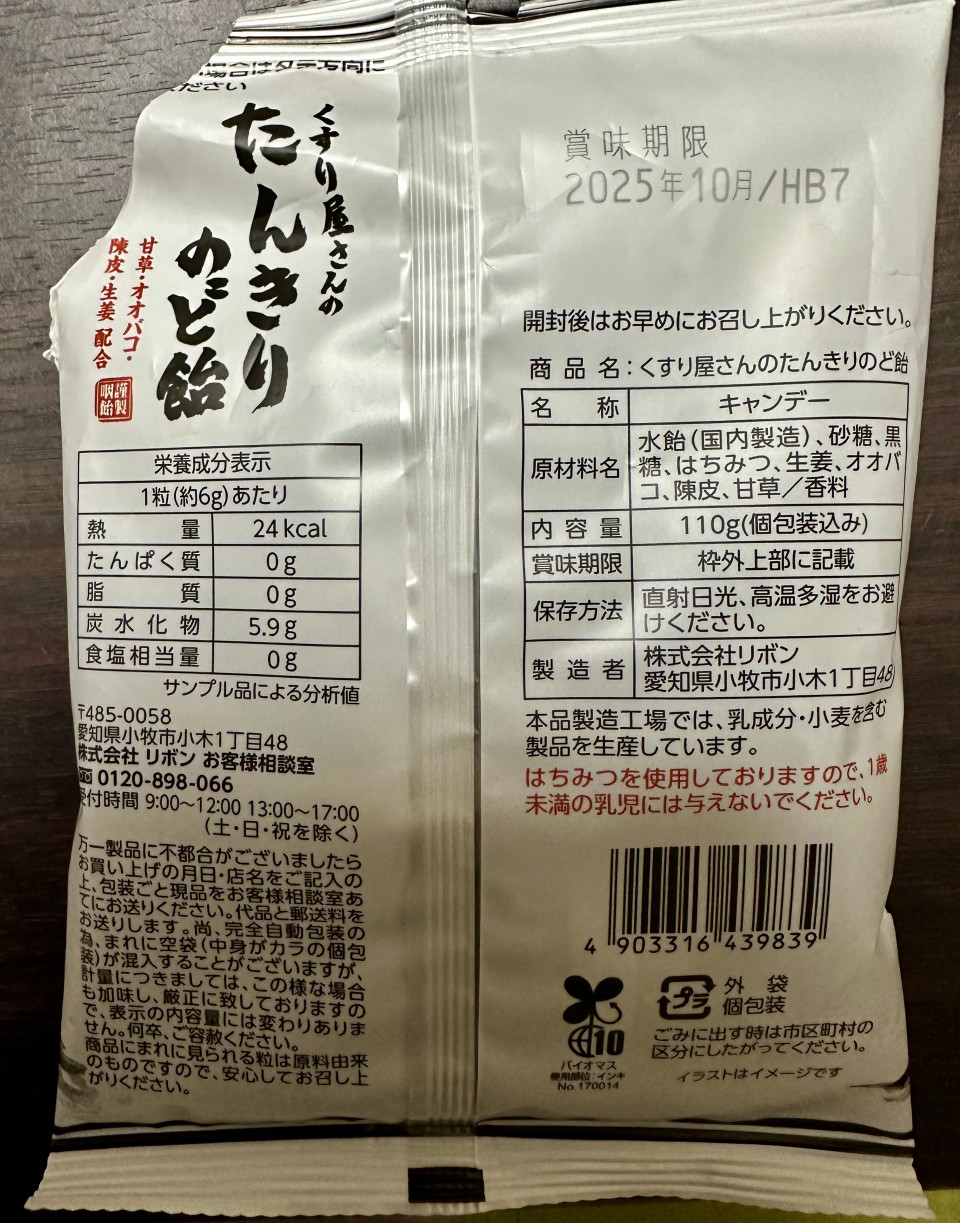 場合はタテ方向に
ください
くすり屋さんの
たんきり
のど飴
甘草・オオバコ・
陳皮・生姜 配合
謹製
咽飴
栄養成分表示
1粒(約6g)あたり
熱量 24kcal
たんぱく質 0g
脂質 0g
炭水化物 5.9g
食塩相当量 0g
サンプル品による分析値
〒485-0058
愛知県小牧市小木1丁目48
株式会社 リボン お客様相談室
0120-898-066
受付時間 9:00〜12:00 13:00〜17:00
(土・日・祝を除く)
万一製品に不都合がございましたら
お買い上げの月日・店名をご記入の
上、包装ごと現品をお客様相談室あ
てにお送りください。代品と郵送料を
お送りします。尚、完全自動包装の
為、まれに空袋(中身がカラの個包
装)が混入することがございますが、
計量につきましては、この様な場合
も加味し、厳正に致しておりますの
で、表示の内容量には変わりありま
せん。何卒、ご容赦ください。
商品にまれに見られる粒は原料由来
のものですので、安心してお召し上
がりください。
賞味期限
2025年10月/HB7
開封後はお早めにお召し上がりください。
商品名:くすり屋さんのたんきりのど飴
名称 キャンデー
原材料名 水飴(国内製造)、砂糖、黒
糖、はちみつ、生姜、オオバ
コ、陳皮、甘草/香料
内容量 110g(個包装込み)
賞味期限 枠外上部に記載
保存方法 直射日光、高温多湿をお避
けください。
製造者 株式会社リボン
愛知県小牧市小木1丁目48
本品製造工場では、乳成分・小麦を含む
製品を生産しています。
はちみつを使用しておりますので、1歳
未満の乳児には与えないでください。
4 903316 439839
10
バイオマス
使用部位:インキ
No.170014
プラ
外袋
個包装
ごみに出す時は市区町村の
区分にしたがってください。
イラストはイメージです